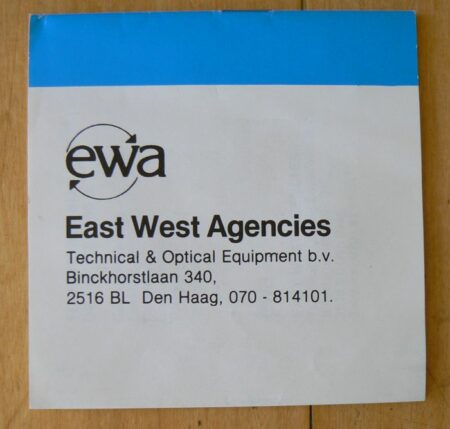 ewa
East West Agencies
Technical & Optical Equipment b.v.
Binckhorstlaan 340,
2516 BL Den Haag, 070 - 814101.